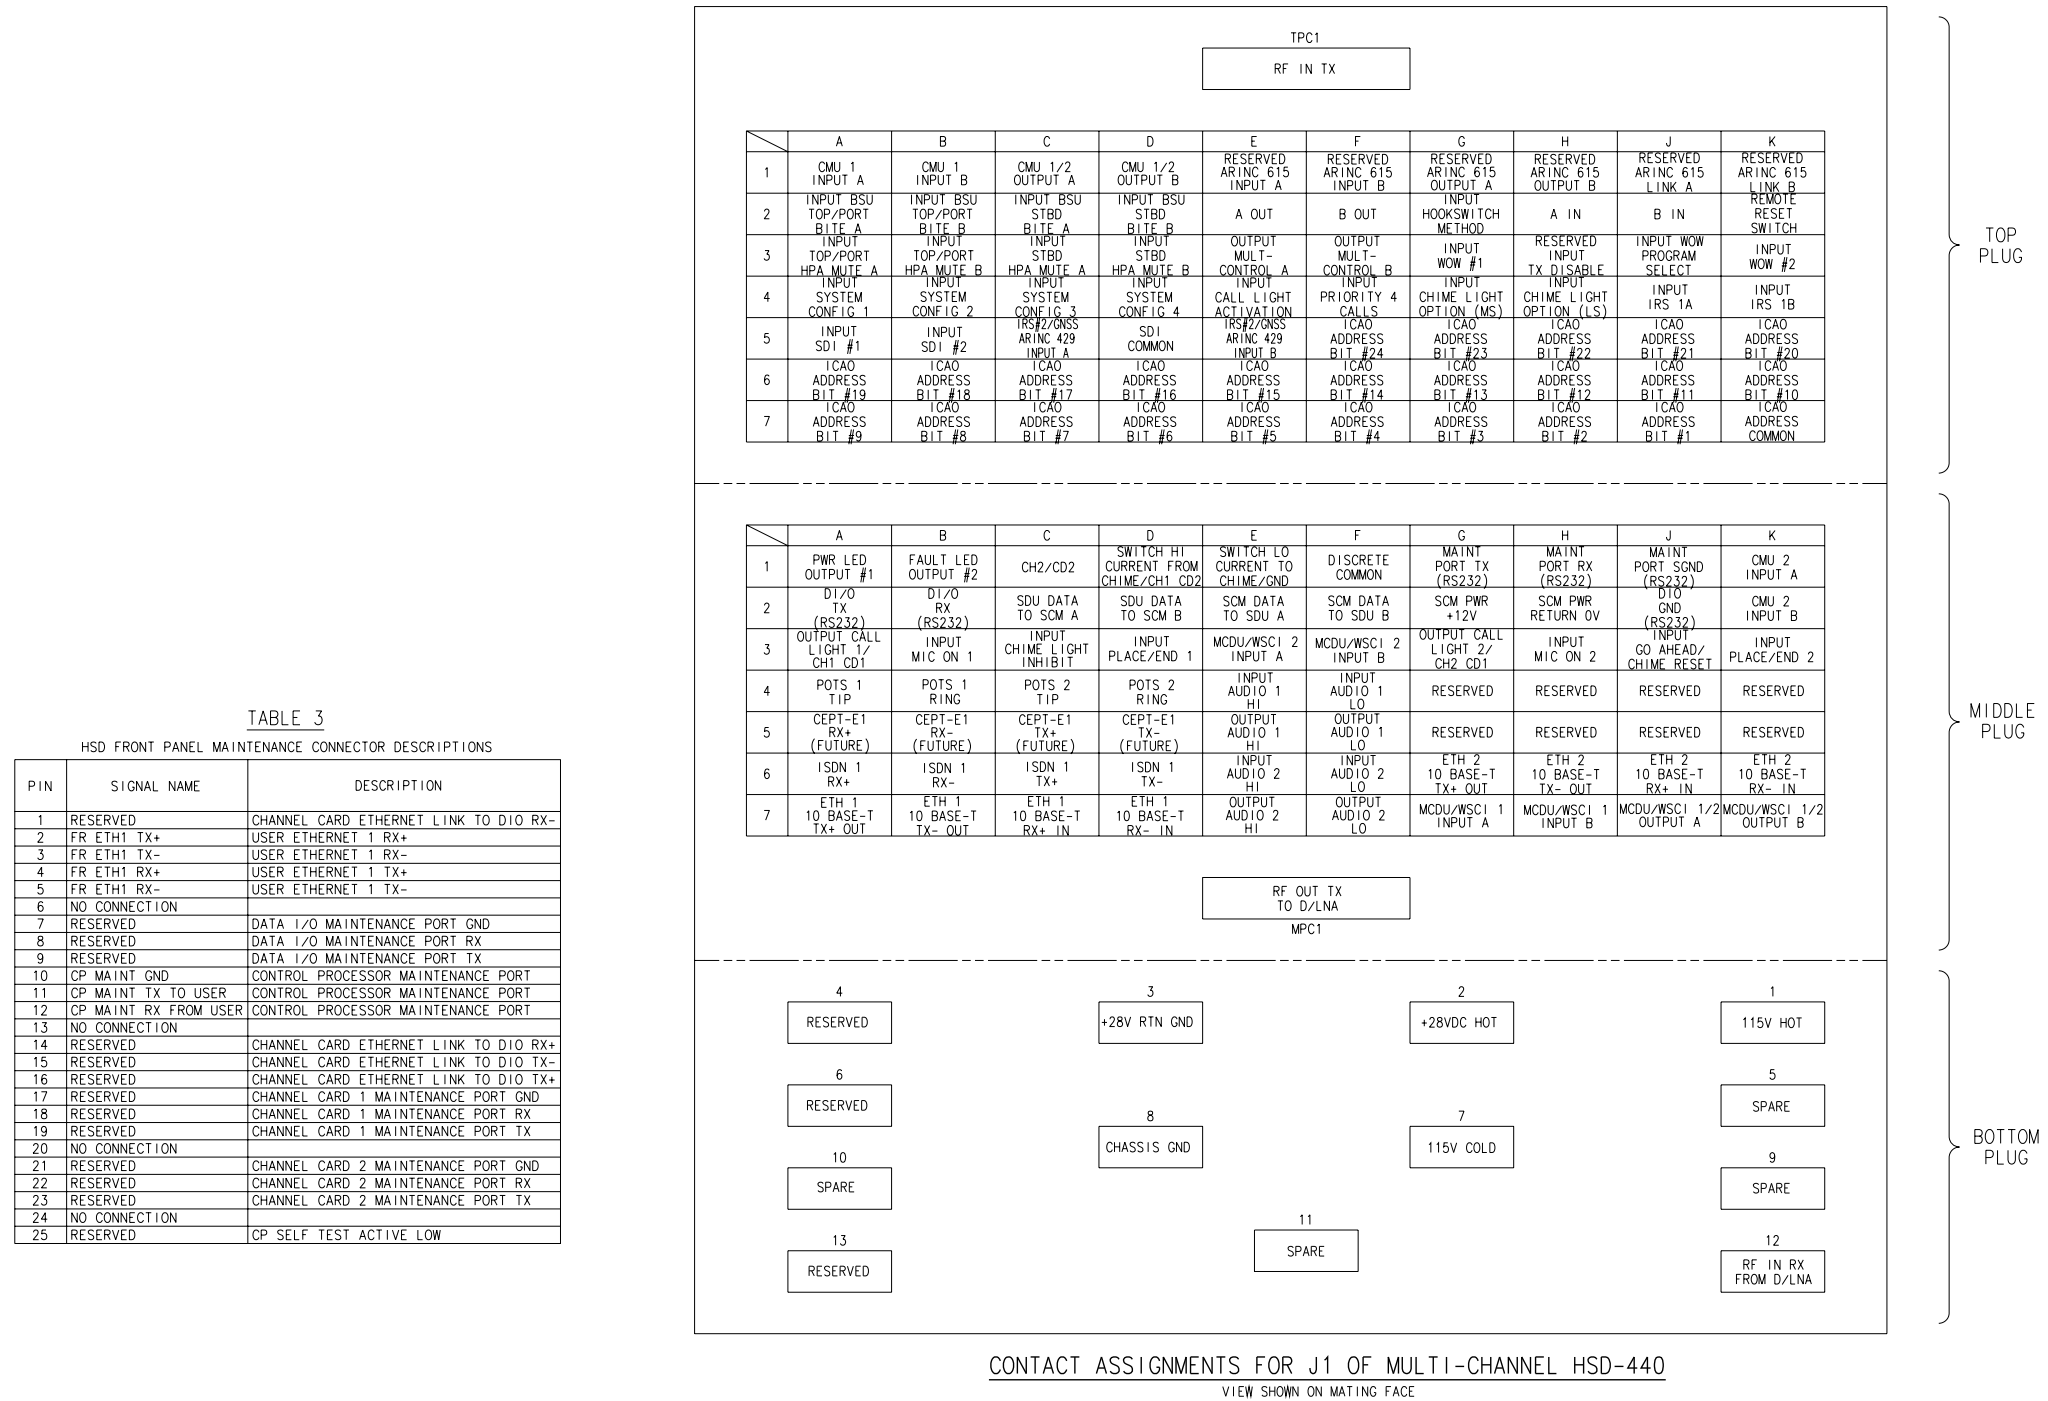 TPC1
RF IN TX
A B C D E F G H J K
1 CMU 1 INPUT A CMU 1 INPUT B CMU 1/2 OUTPUT A CMU 1/2 OUTPUT B RESERVED ARINC 615 INPUT A RESERVED ARINC 615 INPUT B RESERVED ARINC 615 OUTPUT A RESERVED ARINC 615 OUTPUT B RESERVED ARINC 615 LINK A RESERVED ARINC 615 LINK B
2 INPUT BSU TOP/PORT BITE A INPUT BSU TOP/PORT BITE B INPUT BSU STBD BITE A INPUT BSU STBD BITE B A OUT B OUT INPUT HOOKSWITCH METHOD A IN B IN REMOTE RESET SWITCH
3 INPUT TOP/PORT HPA MUTE A INPUT TOP/PORT HPA MUTE B INPUT STBD HPA MUTE A INPUT STBD HPA MUTE B OUTPUT MULT-CONTROL A OUTPUT MULT-CONTROL B INPUT WOW #1 RESERVED INPUT TX DISABLE INPUT WOW PROGRAM SELECT INPUT WOW #2
4 INPUT SYSTEM CONFIG 1 INPUT SYSTEM CONFIG 2 INPUT SYSTEM CONFIG 3 INPUT SYSTEM CONFIG 4 INPUT CALL LIGHT ACTIVATION INPUT PRIORITY 4 CALLS INPUT CHIME LIGHT OPTION (MS) INPUT CHIME LIGHT OPTION (LS) INPUT IRS 1A INPUT IRS 1B
5 INPUT SDI #1 INPUT SDI #2 IRS#2/GNSS ARINC 429 INPUT A SDI COMMON IRS#2/GNSS ARINC 429 INPUT B ICAO ADDRESS BIT #24 ICAO ADDRESS BIT #23 ICAO ADDRESS BIT #22 ICAO ADDRESS BIT #21 ICAO ADDRESS BIT #20
6 ICAO ADDRESS BIT #19 ICAO ADDRESS BIT #18 ICAO ADDRESS BIT #17 ICAO ADDRESS BIT #16 ICAO ADDRESS BIT #15 ICAO ADDRESS BIT #14 ICAO ADDRESS BIT #13 ICAO ADDRESS BIT #12 ICAO ADDRESS BIT #11 ICAO ADDRESS BIT #10
7 ICAO ADDRESS BIT #9 ICAO ADDRESS BIT #8 ICAO ADDRESS BIT #7 ICAO ADDRESS BIT #6 ICAO ADDRESS BIT #5 ICAO ADDRESS BIT #4 ICAO ADDRESS BIT #3 ICAO ADDRESS BIT #2 ICAO ADDRESS BIT #1 ICAO ADDRESS COMMON
TOP
PLUG
A B C D E F G H J K
1 PWR LED OUTPUT #1 FAULT LED OUTPUT #2 CH2/CD2 SWITCH HI CURRENT FROM CHIME/CH1 CD2 SWITCH LO CURRENT TO CHIME/GND DISCRETE COMMON MAINT PORT TX (RS232) MAINT PORT RX (RS232) MAINT PORT SGND (RS232) CMU 2 INPUT A
2 DI/O TX (RS232) DI/O RX (RS232) SDU DATA TO SCM A SDU DATA TO SCM B SCM DATA TO SDU A SCM DATA TO SDU B SCM PWR +12V SCM PWR RETURN 0V DIO GND (RS232) CMU 2 INPUT B
3 OUTPUT CALL LIGHT 1/ CH1 CD1 INPUT MIC ON 1 INPUT CHIME LIGHT INHIBIT INPUT PLACE/END 1 MCDU/WSCI 2 INPUT A MCDU/WSCI 2 INPUT B OUTPUT CALL LIGHT 2/ CH2 CD1 INPUT MIC ON 2 INPUT GO AHEAD/ CHIME RESET INPUT PLACE/END 2
4 POTS 1 TIP POTS 1 RING POTS 2 TIP POTS 2 RING INPUT AUDIO 1 HI INPUT AUDIO 1 LO RESERVED RESERVED RESERVED RESERVED
5 CEPT-E1 RX+ (FUTURE) CEPT-E1 RX- (FUTURE) CEPT-E1 TX+ (FUTURE) CEPT-E1 TX- (FUTURE) OUTPUT AUDIO 1 HI OUTPUT AUDIO 1 LO RESERVED RESERVED RESERVED RESERVED
6 ISDN 1 RX+ ISDN 1 RX- ISDN 1 TX+ ISDN 1 TX- INPUT AUDIO 2 HI INPUT AUDIO 2 LO ETH 2 10 BASE-T TX+ OUT ETH 2 10 BASE-T TX- OUT ETH 2 10 BASE-T RX+ IN ETH 2 10 BASE-T RX- IN
7 ETH 1 10 BASE-T TX+ OUT ETH 1 10 BASE-T TX- OUT ETH 1 10 BASE-T RX+ IN ETH 1 10 BASE-T RX- IN OUTPUT AUDIO 2 HI OUTPUT AUDIO 2 LO MCDU/WSCI 1 INPUT A MCDU/WSCI 1 INPUT B MCDU/WSCI 1/2 OUTPUT A MCDU/WSCI 1/2 OUTPUT B
RF OUT TX
TO D/LNA
MPC1
MIDDLE
PLUG
4 3 2 1
RESERVED +28V RTN GND +28VDC HOT 115V HOT
6 5
RESERVED SPARE
8 7
CHASSIS GND 115V COLD
10 9
SPARE SPARE
11
SPARE
13 12
RESERVED RF IN RX
FROM D/LNA
BOTTOM
PLUG
CONTACT ASSIGNMENTS FOR J1 OF MULTI-CHANNEL HSD-440
VIEW SHOWN ON MATING FACE
TABLE 3
HSD FRONT PANEL MAINTENANCE CONNECTOR DESCRIPTIONS
PIN SIGNAL NAME DESCRIPTION
1 RESERVED CHANNEL CARD ETHERNET LINK TO DIO RX-
2 FR ETH1 TX+ USER ETHERNET 1 RX+
3 FR ETH1 TX- USER ETHERNET 1 RX-
4 FR ETH1 RX+ USER ETHERNET 1 TX+
5 FR ETH1 RX- USER ETHERNET 1 TX-
6 NO CONNECTION
7 RESERVED DATA I/O MAINTENANCE PORT GND
8 RESERVED DATA I/O MAINTENANCE PORT RX
9 RESERVED DATA I/O MAINTENANCE PORT TX
10 CP MAINT GND CONTROL PROCESSOR MAINTENANCE PORT
11 CP MAINT TX TO USER CONTROL PROCESSOR MAINTENANCE PORT
12 CP MAINT RX FROM USER CONTROL PROCESSOR MAINTENANCE PORT
13 NO CONNECTION
14 RESERVED CHANNEL CARD ETHERNET LINK TO DIO RX+
15 RESERVED CHANNEL CARD ETHERNET LINK TO DIO TX-
16 RESERVED CHANNEL CARD ETHERNET LINK TO DIO TX+
17 RESERVED CHANNEL CARD 1 MAINTENANCE PORT GND
18 RESERVED CHANNEL CARD 1 MAINTENANCE PORT RX
19 RESERVED CHANNEL CARD 1 MAINTENANCE PORT TX
20 NO CONNECTION
21 RESERVED CHANNEL CARD 2 MAINTENANCE PORT GND
22 RESERVED CHANNEL CARD 2 MAINTENANCE PORT RX
23 RESERVED CHANNEL CARD 2 MAINTENANCE PORT TX
24 NO CONNECTION
25 RESERVED CP SELF TEST ACTIVE LOW